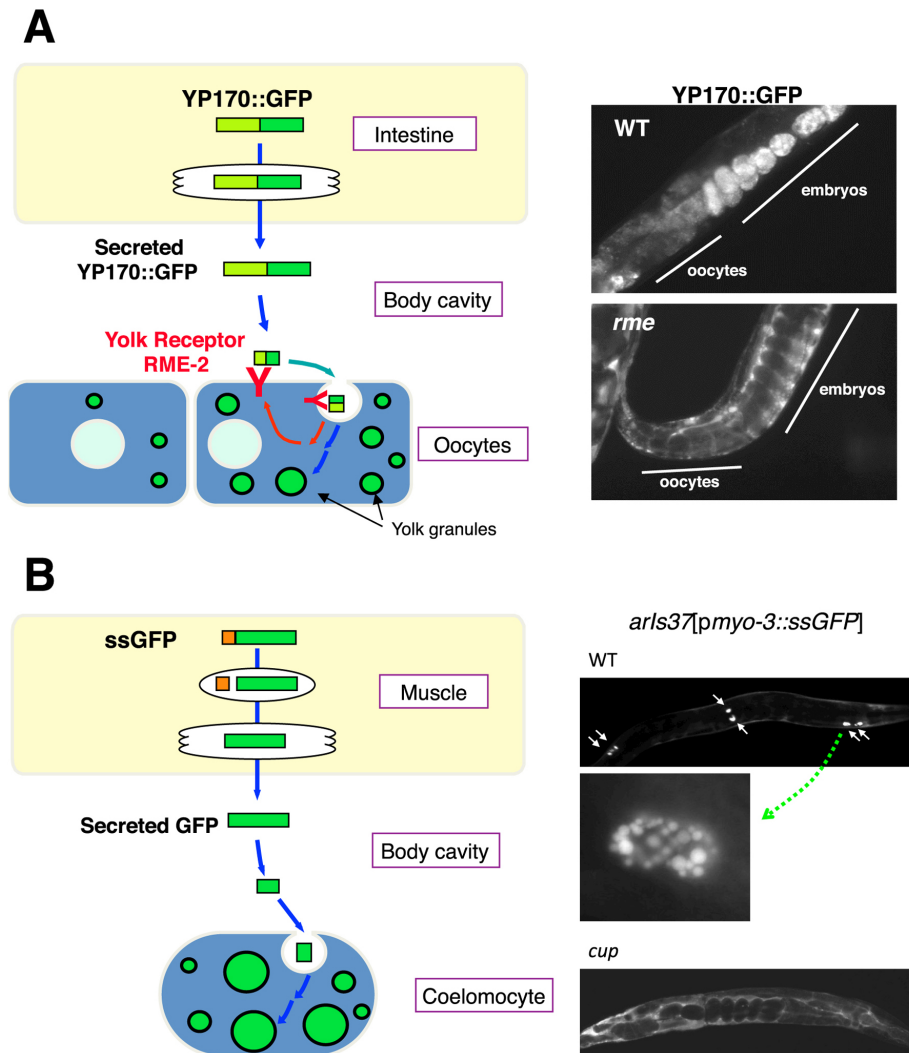 A
YP170::GFP
Intestine
Secreted
YP170::GFP
Body cavity
Yolk Receptor
RME-2
Oocytes
Yolk granules
YP170::GFP
WT
embryos
oocytes
rme
embryos
oocytes
B
ssGFP
Muscle
Secreted GFP
Body cavity
Coelomocyte
arIs37[pmyo-3::ssGFP]
WT
cup